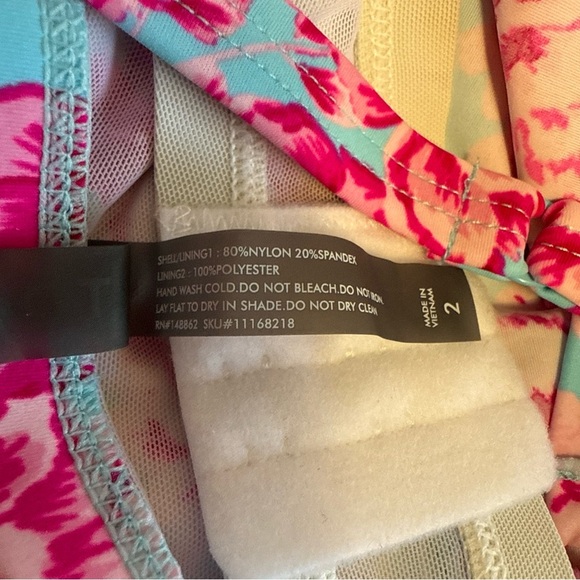 SHELL/LINING1 : 80%NYLON 20%SPANDEX
LINING2 : 100%POLYESTER
HAND WASH COLD.DO NOT BLEACH.DO NOT IRON.
LAY FLAT TO DRY IN SHADE.DO NOT DRY CLEAN
RN#148862 SKU#11168218
MADE IN
VIETNAM
2